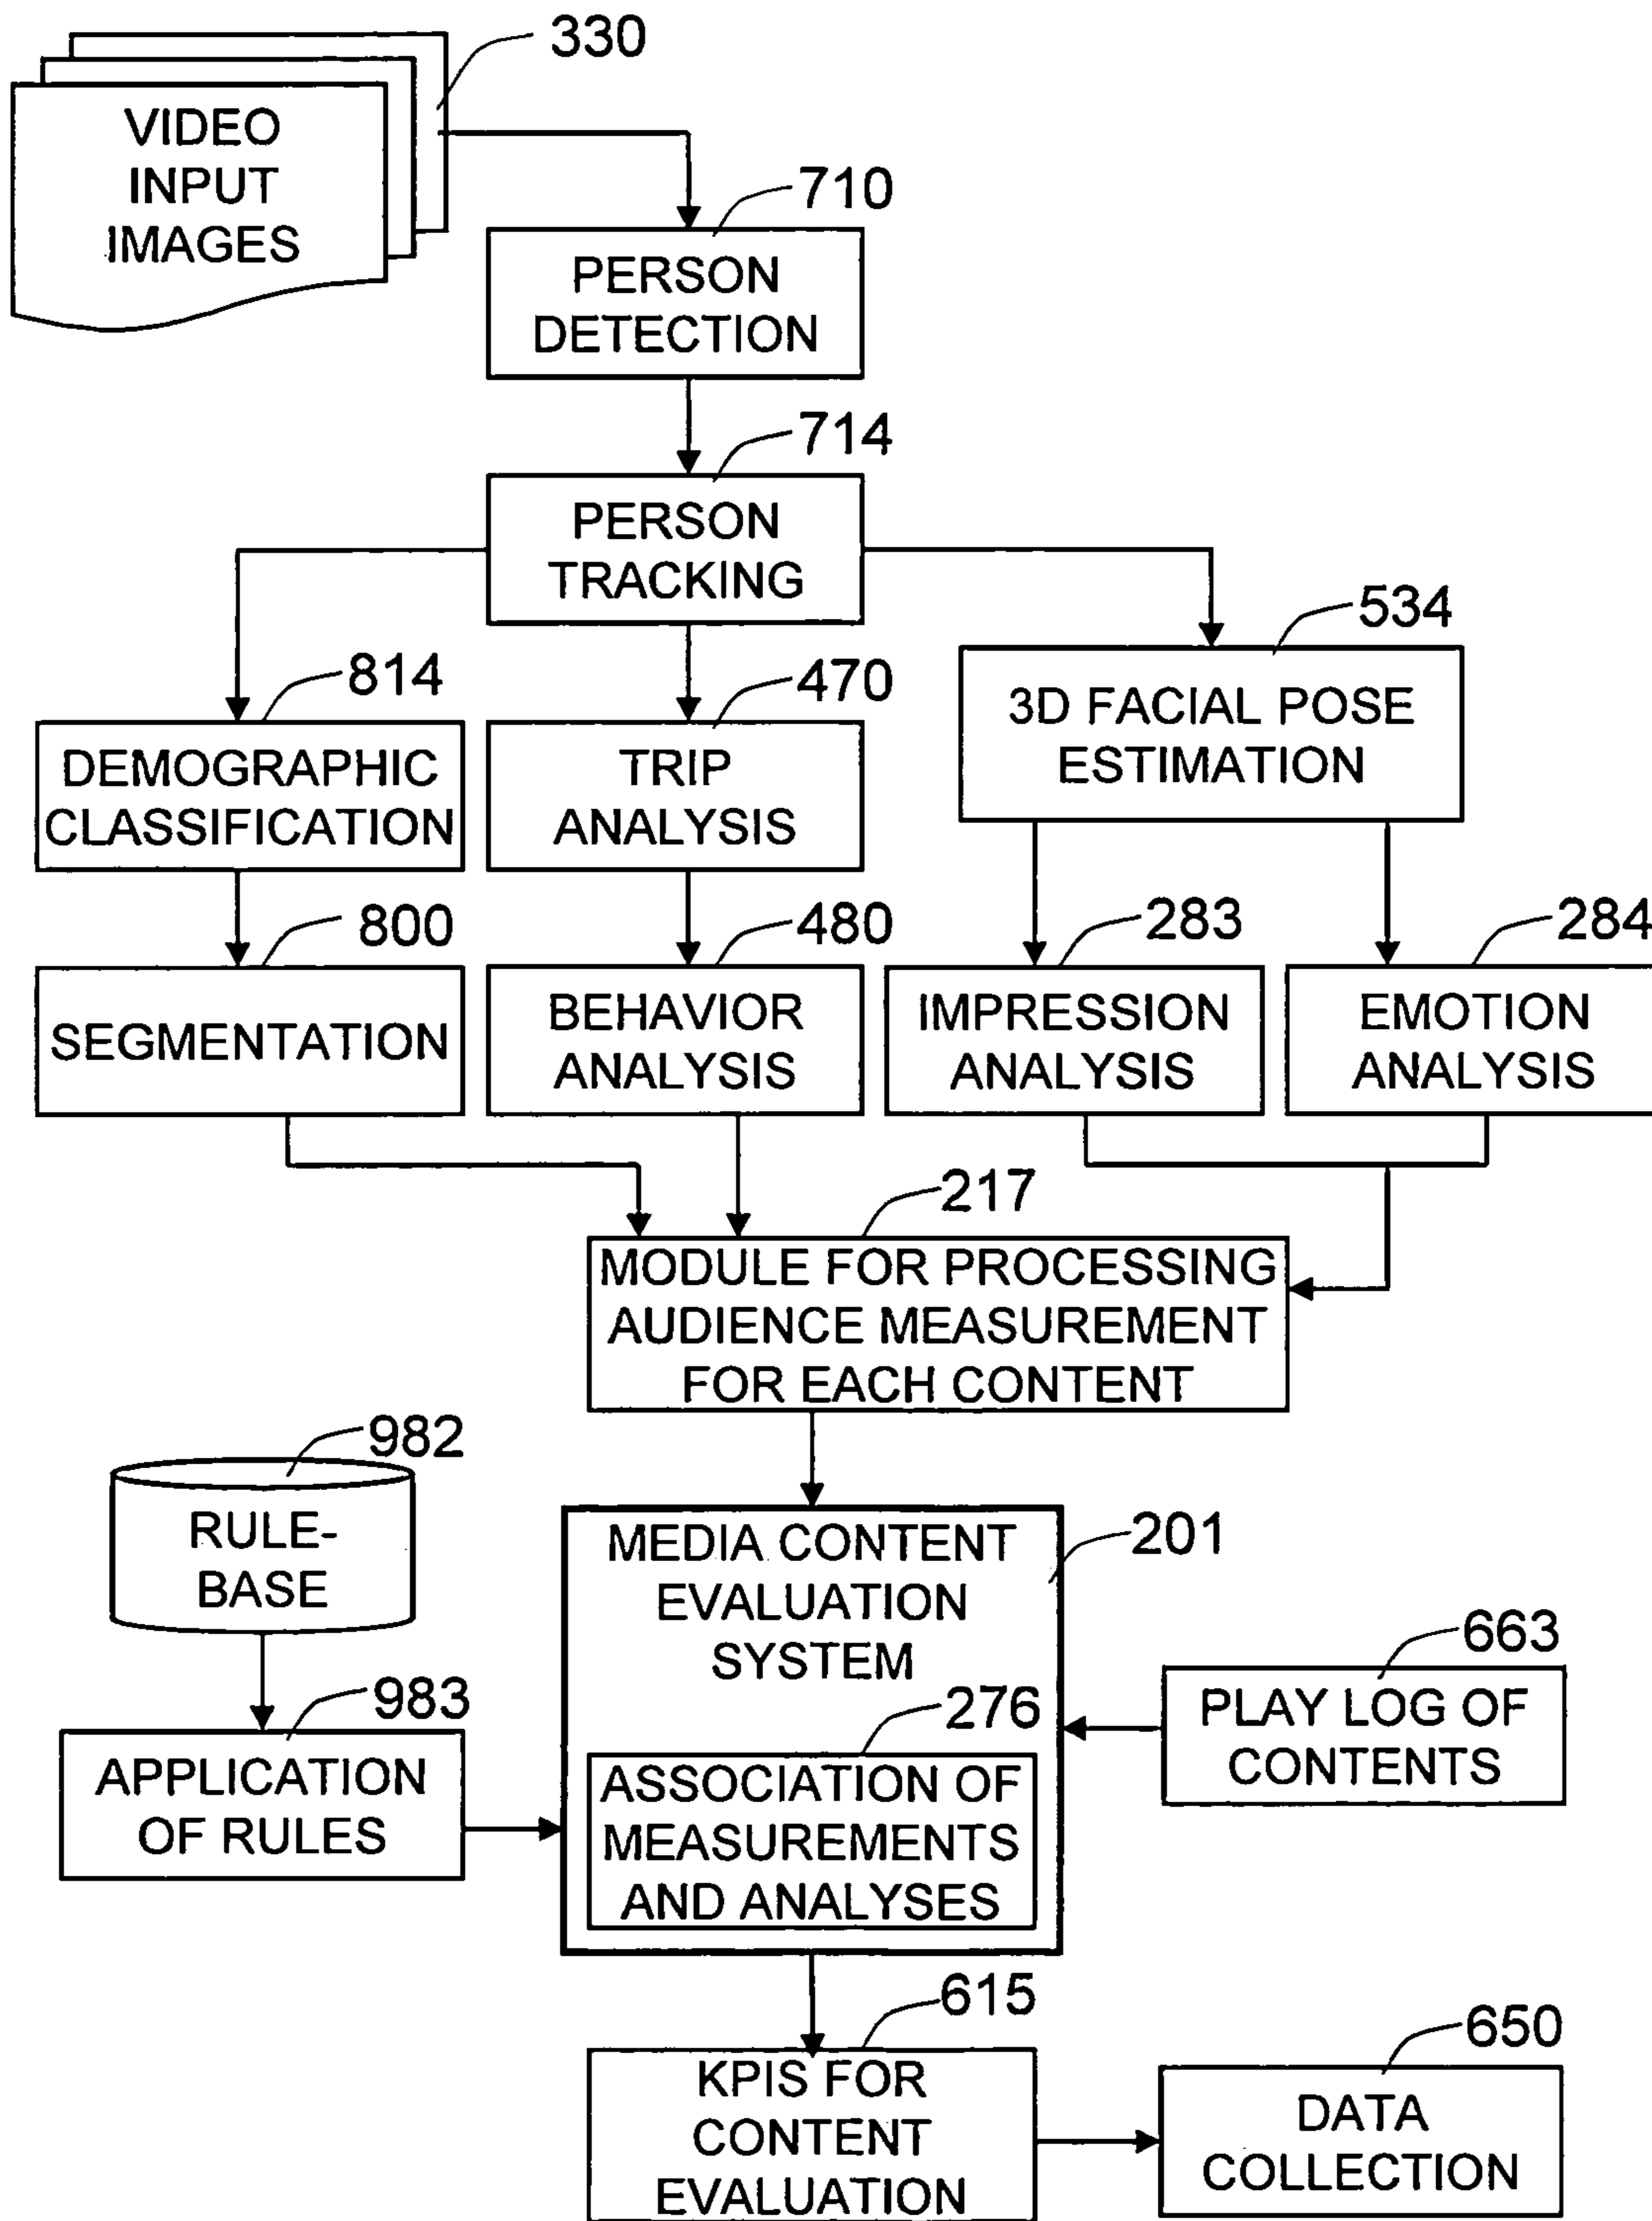 330
VIDEO
INPUT
IMAGES
710
PERSON
DETECTION
714
PERSON
TRACKING
534
3D FACIAL POSE
ESTIMATION
814
DEMOGRAPHIC
CLASSIFICATION
470
TRIP
ANALYSIS
800
SEGMENTATION
480
BEHAVIOR
ANALYSIS
283
IMPRESSION
ANALYSIS
284
EMOTION
ANALYSIS
217
MODULE FOR PROCESSING
AUDIENCE MEASUREMENT
FOR EACH CONTENT
982
RULE-
BASE
983
APPLICATION
OF RULES
201
MEDIA CONTENT
EVALUATION
SYSTEM
276
ASSOCIATION OF
MEASUREMENTS
AND ANALYSES
663
PLAY LOG OF
CONTENTS
615
KPIS FOR
CONTENT
EVALUATION
650
DATA
COLLECTION